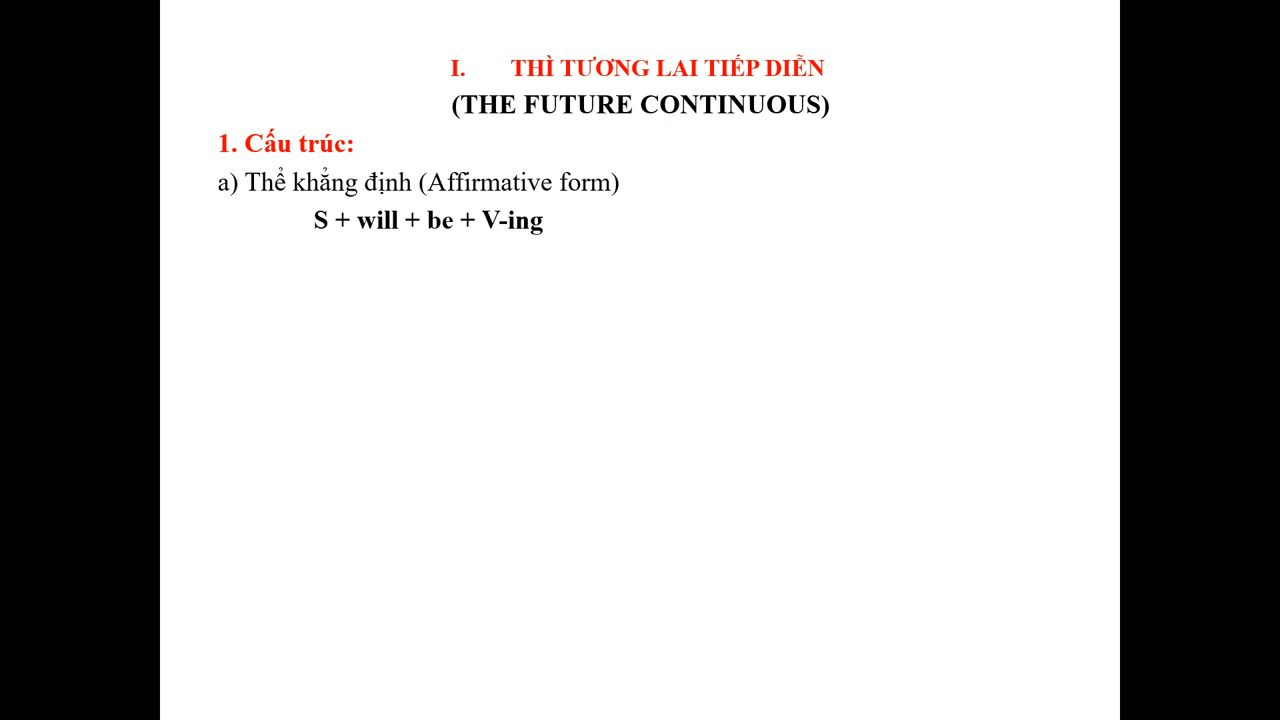 I. THÌ TƯƠNG LAI TIẾP DIỄN
(THE FUTURE CONTINUOUS)
1. Cấu trúc:
a) Thể khẳng định (Affirmative form)
S + will + be + V-ing